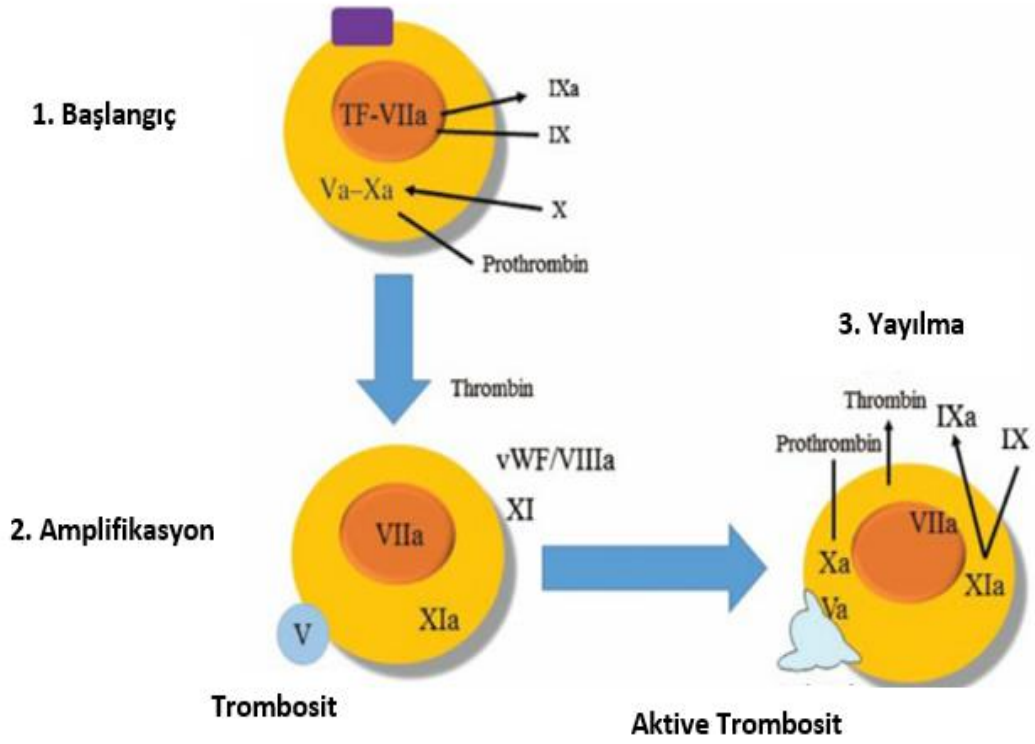 1. Başlangıç
TF-VIIa
IXa
IX
Va–Xa
X
Prothrombin
Thrombin
2. Amplifikasyon
vWF/VIIIa
XI
VIIa
XIa
V
Trombosit
3. Yayılma
Thrombin
IXa
IX
Prothrombin
VIIa
Xa
XIa
Va
Aktive Trombosit